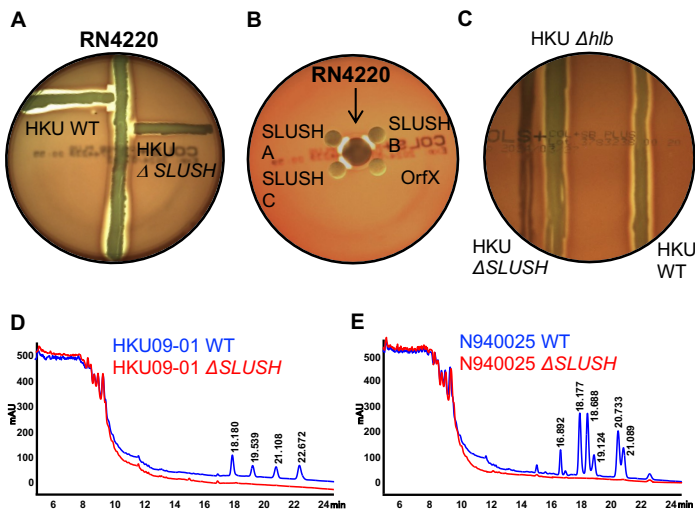 A
RN4220
HKU WT
HKU
Δ SLUSH
B
RN4220
SLUSH
A
SLUSH
B
SLUSH
C
OrfX
C
HKU Δhlb
HKU
ΔSLUSH
HKU
WT
D
HKU09-01 WT
HKU09-01 ΔSLUSH
500
400
300
200
100
0
mAU
18.180
19.539
21.108
22.672
6 8 10 12 14 16 18 20 22 24 min
E
N940025 WT
N940025 ΔSLUSH
500
400
300
200
100
0
mAU
16.892
18.177
18.688
19.124
20.733
21.089
6 8 10 12 14 16 18 20 22 24 min